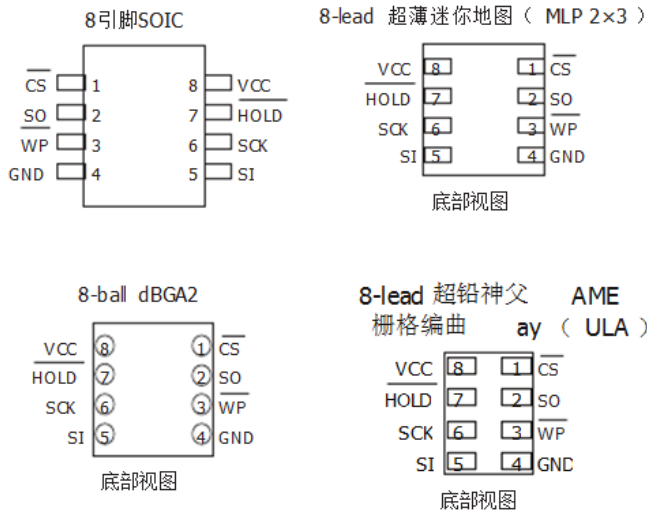 8引脚SOIC
8-lead 超薄迷你地图（ MLP 2×3 ）
CS 1 8 VCC
SO 2 7 HOLD
WP 3 6 SCK
GND 4 5 SI
VCC 8 1 CS
HOLD 7 2 SO
SCK 6 3 WP
SI 5 4 GND
底部视图
8-ball dBGA2
VCC 8 1 CS
HOLD 7 2 SO
SCK 6 3 WP
SI 5 4 GND
底部视图
8-lead 超铅神父 AME
栅格编曲 ay （ ULA ）
VCC 8 1 CS
HOLD 7 2 SO
SCK 6 3 WP
SI 5 4 GND
底部视图